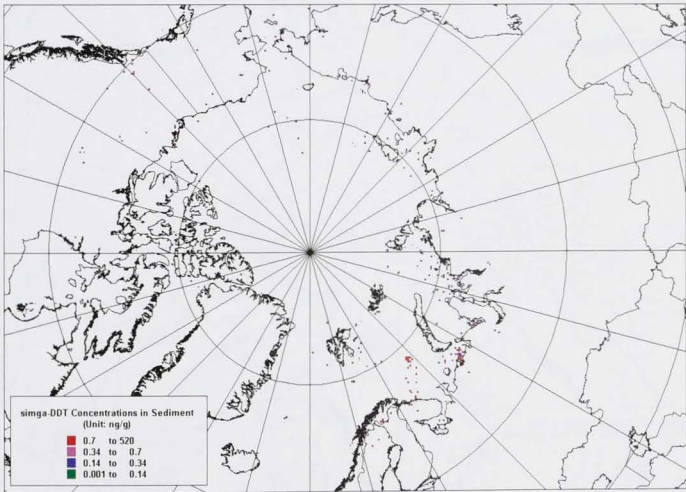 simga-DDT Concentrations in Sediment
(Unit: ng/g)
0.7 to 520
0.34 to 0.7
0.14 to 0.34
0.001 to 0.14